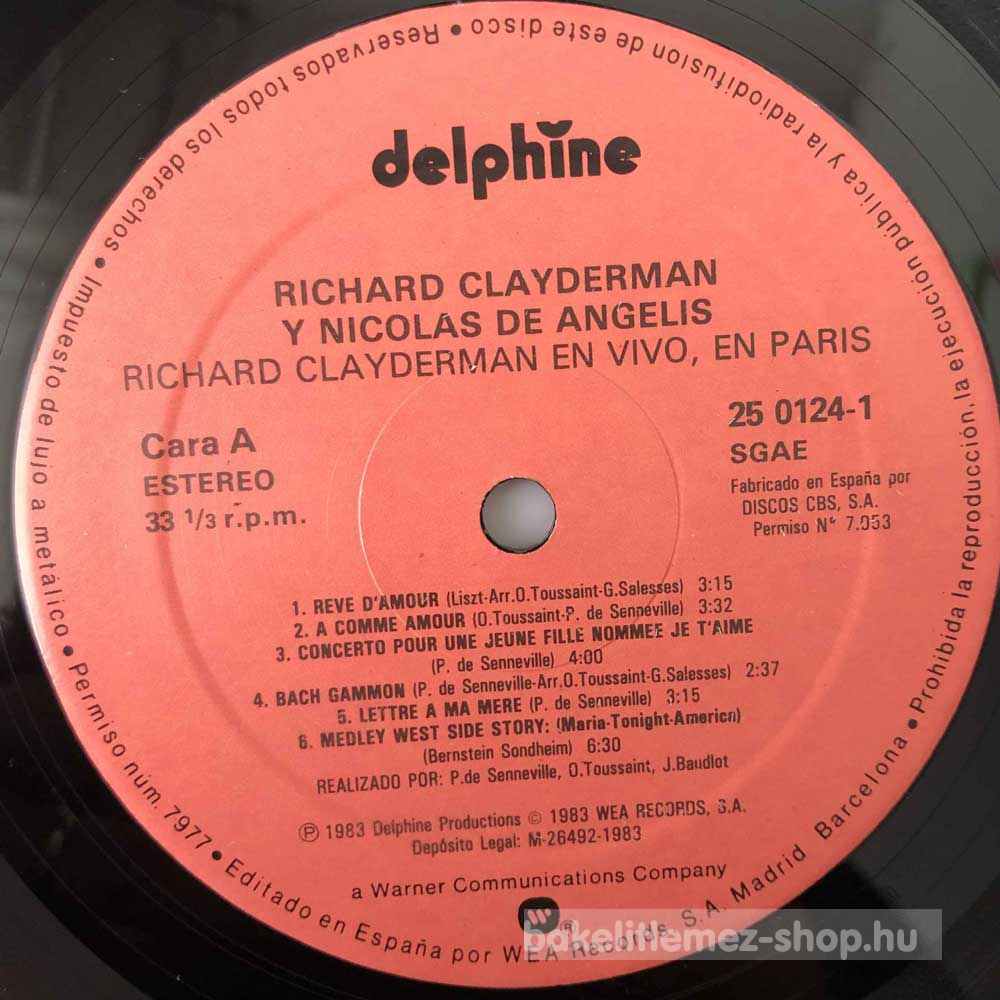 delphine
RICHARD CLAYDERMAN
Y NICOLÁS DE ANGELIS
RICHARD CLAYDERMAN EN VIVO, EN PARIS
Cara A
ESTEREO
33 1/3 r.p.m.
25 0124-1
SGAE
Fabricado en España por
DISCOS CBS, S.A.
Permiso N° 7.053
1. REVE D'AMOUR (Liszt-Arr.O.Toussaint-G.Salesses) 3:15
2. A COMME AMOUR (O.Toussaint-P. de Senneville) 3:32
3. CONCERTO POUR UNE JEUNE FILLE NOMMEE JE T'AIME
(P. de Senneville) 4:00
4. BACH GAMMON (P. de Senneville-Arr.O.Toussaint-G.Salesses) 2:37
5. LETTRE A MA MERE (P. de Senneville) 3:15
6. MEDLEY WEST SIDE STORY: (Maria-Tonight-America)
(Bernstein Sondheim) 6:30
REALIZADO POR: P.de Senneville, O.Toussaint, J.Baudlot
Ⓟ 1983 Delphine Productions © 1983 WEA RECORDS, S.A.
Depósito Legal: M-26492-1983
a Warner Communications Company
W®
Permiso núm. 7977 • Editado en España por WEA Records, S.A. Madrid Barcelona • Prohibida la reproducción, la ejecución pública y la radiodifusion de este disco • Reservados todos los derechos • Impuesto de lujo a metálico •
bakelitlemez-shop.hu